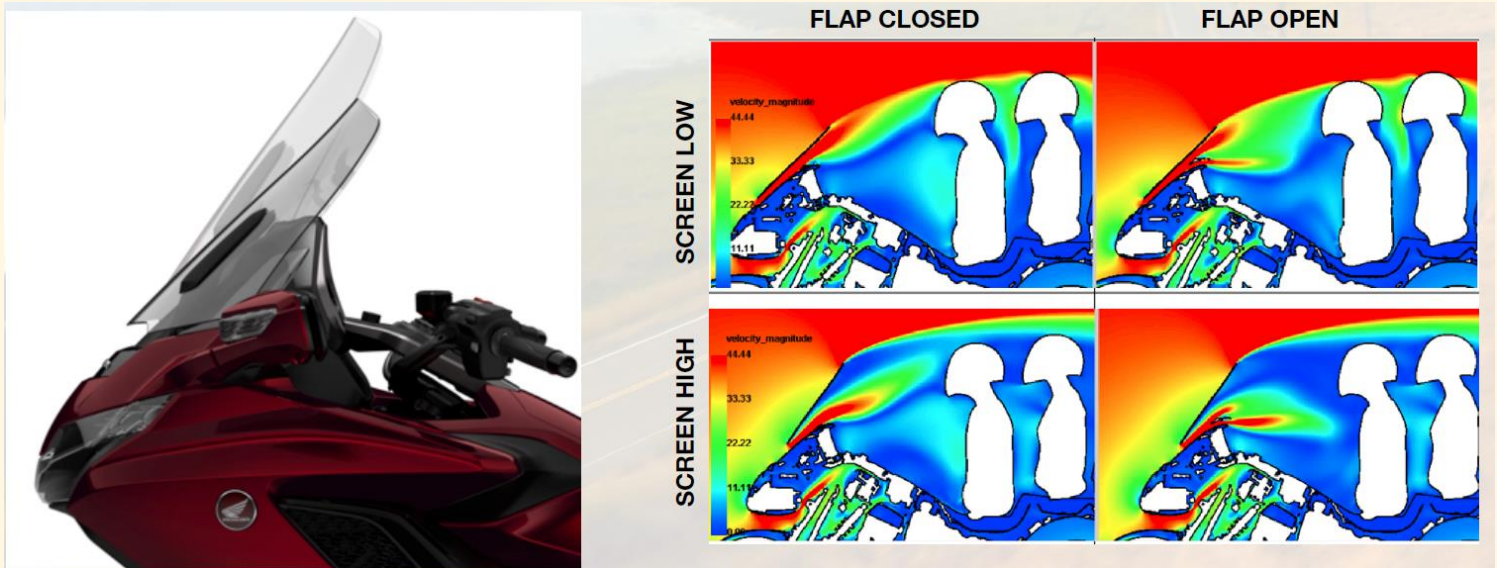 FLAP CLOSED
FLAP OPEN
SCREEN LOW
velocity_magnitude
44.44
33.33
22.22
11.11
SCREEN HIGH
velocity_magnitude
44.44
33.33
22.22
11.11